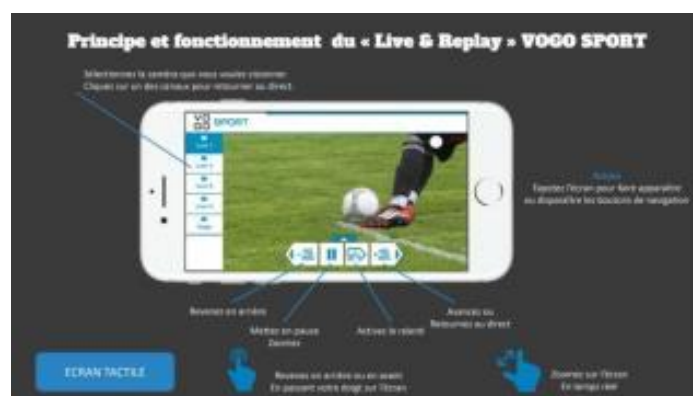 Principe et fonctionnement du « Live & Replay » VOGO SPORT
Sélectionnez la caméra que vous voulez visionner
Cliquez sur un des canaux pour retourner au direct.
VOGO SPORT
Astuce
Tapotez l'écran pour faire apparaître
ou disparaître les boutons de navigation
Revenez en arrière
Mettez en pause
Zoomez
Activez le ralenti
Avancez ou
Retournez au direct
ECRAN TACTILE
Revenez en arrière ou en avant
En passant votre doigt sur l'écran
Zoomez sur l'écran
En temps réel